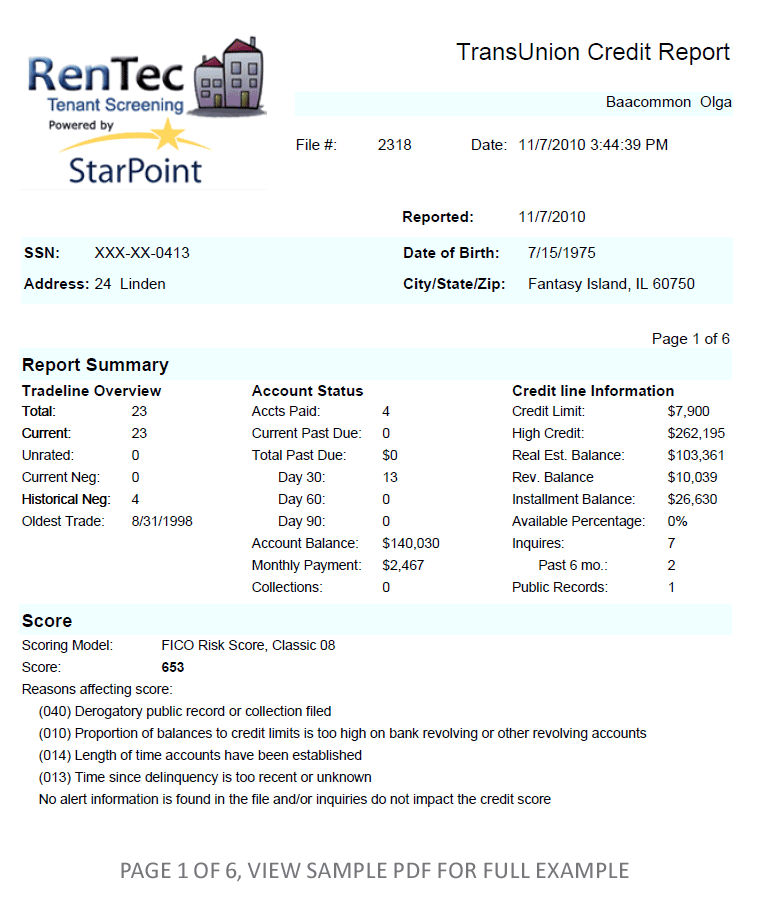 RenTec
Tenant Screening
Powered by
StarPoint
TransUnion Credit Report
Baacommon Olga
File #: 2318 Date: 11/7/2010 3:44:39 PM
Reported: 11/7/2010
SSN: XXX-XX-0413 Date of Birth: 7/15/1975
Address: 24 Linden City/State/Zip: Fantasy Island, IL 60750
Page 1 of 6
Report Summary
Tradeline Overview Account Status Credit line Information
Total: 23 Accts Paid: 4 Credit Limit: $7,900
Current: 23 Current Past Due: 0 High Credit: $262,195
Unrated: 0 Total Past Due: $0 Real Est. Balance: $103,361
Current Neg: 0 Day 30: 13 Rev. Balance $10,039
Historical Neg: 4 Day 60: 0 Installment Balance: $26,630
Oldest Trade: 8/31/1998 Day 90: 0 Available Percentage: 0%
Account Balance: $140,030 Inquires: 7
Monthly Payment: $2,467 Past 6 mo.: 2
Collections: 0 Public Records: 1
Score
Scoring Model: FICO Risk Score, Classic 08
Score: 653
Reasons affecting score:
(040) Derogatory public record or collection filed
(010) Proportion of balances to credit limits is too high on bank revolving or other revolving accounts
(014) Length of time accounts have been established
(013) Time since delinquency is too recent or unknown
No alert information is found in the file and/or inquiries do not impact the credit score
PAGE 1 OF 6, VIEW SAMPLE PDF FOR FULL EXAMPLE